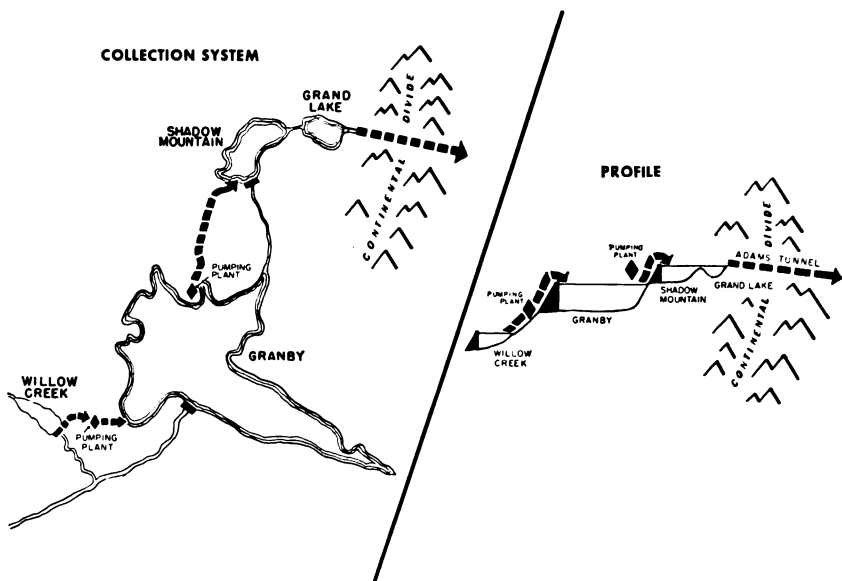 COLLECTION SYSTEM
GRAND
LAKE
SHADOW
MOUNTAIN
CONTINENTAL DIVIDE
PUMPING
PLANT
GRANBY
WILLOW
CREEK
PUMPING
PLANT
PROFILE
CONTINENTAL DIVIDE
PUMPING
PLANT
ADAMS TUNNEL
SHADOW
MOUNTAIN
GRAND LAKE
PUMPING
PLANT
GRANBY
WILLOW
CREEK